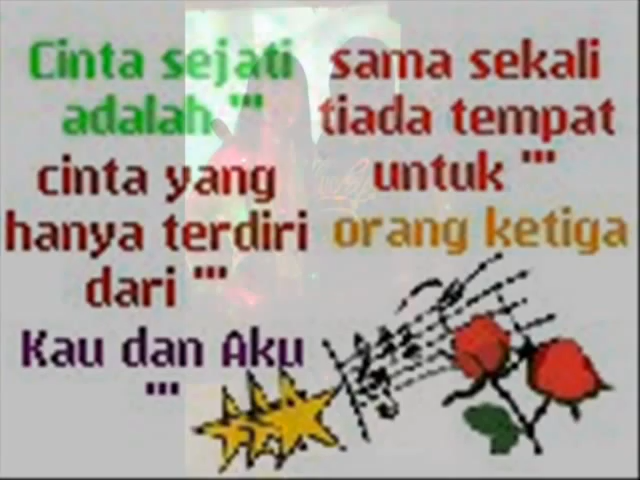 Cinta sejati
adalah '''
cinta yang
hanya terdiri
dari '''
Kau dan Aku
'''
sama sekali
tiada tempat
untuk '''
orang ketiga